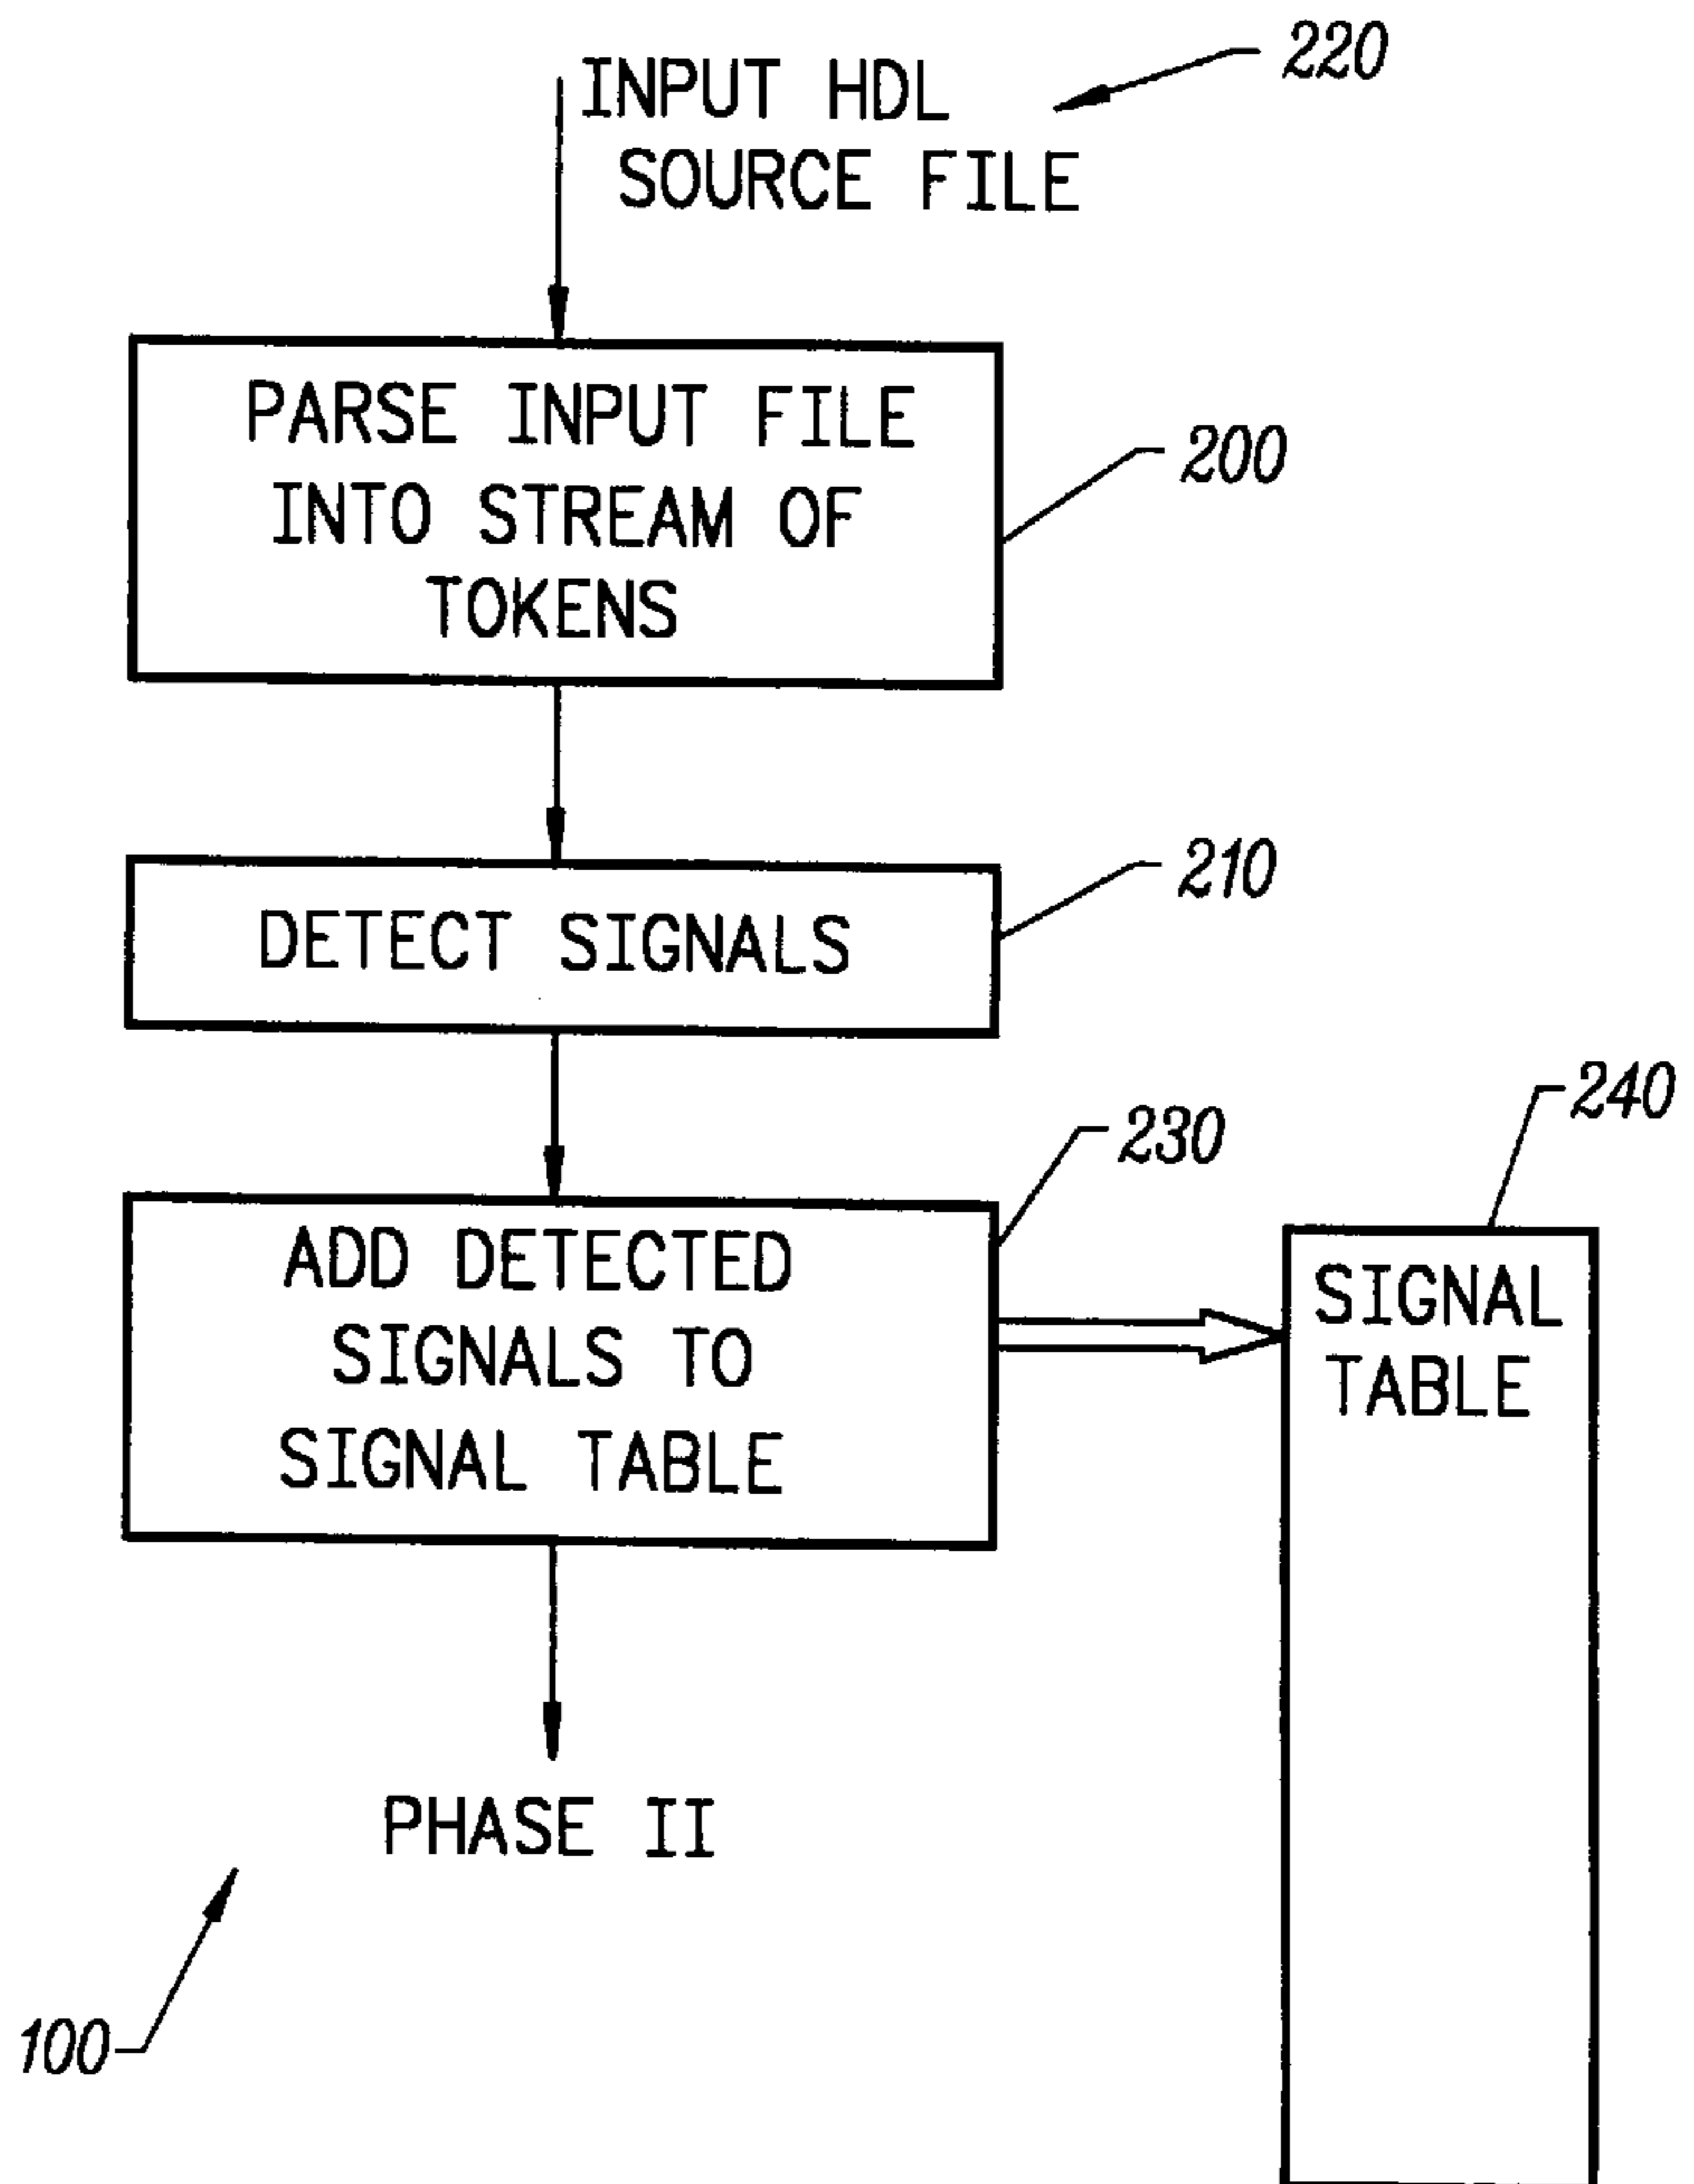 INPUT HDL
SOURCE FILE
220
PARSE INPUT FILE
INTO STREAM OF
TOKENS
200
DETECT SIGNALS
210
ADD DETECTED
SIGNALS TO
SIGNAL TABLE
230
240
SIGNAL
TABLE
PHASE II
100